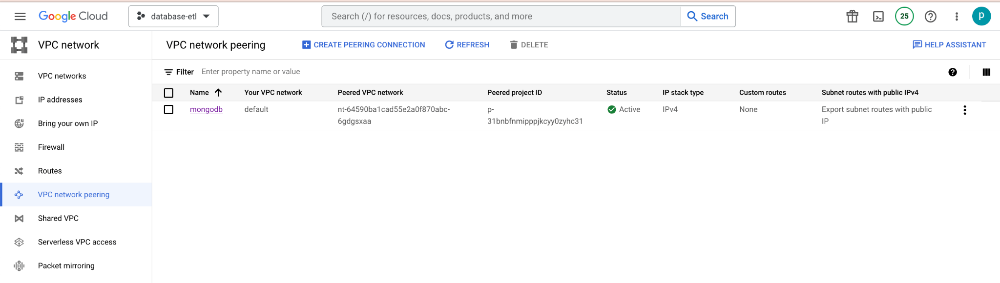 Google Cloud
database-etl
Search (/) for resources, docs, products, and more
Search
25
p
VPC network
VPC network peering
CREATE PEERING CONNECTION
REFRESH
DELETE
HELP ASSISTANT
VPC networks
IP addresses
Bring your own IP
Firewall
Routes
VPC network peering
Shared VPC
Serverless VPC access
Packet mirroring
Filter Enter property name or value
Name Your VPC network Peered VPC network Peered project ID Status IP stack type Custom routes Subnet routes with public IPv4
mongodb default nt-64590ba1cad55e2a0f870abc- p- Active IPv4 None Export subnet routes with public
6gdgsxaa 31bnbfnmipppjkcyy0zyhc31 IP